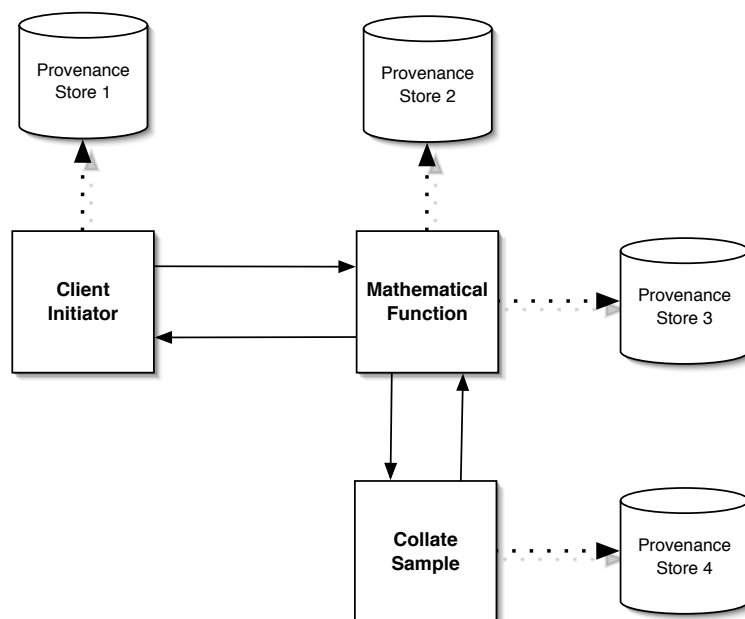 Provenance
Store 1
Provenance
Store 2
Client
Initiator
Mathematical
Function
Provenance
Store 3
Collate
Sample
Provenance
Store 4